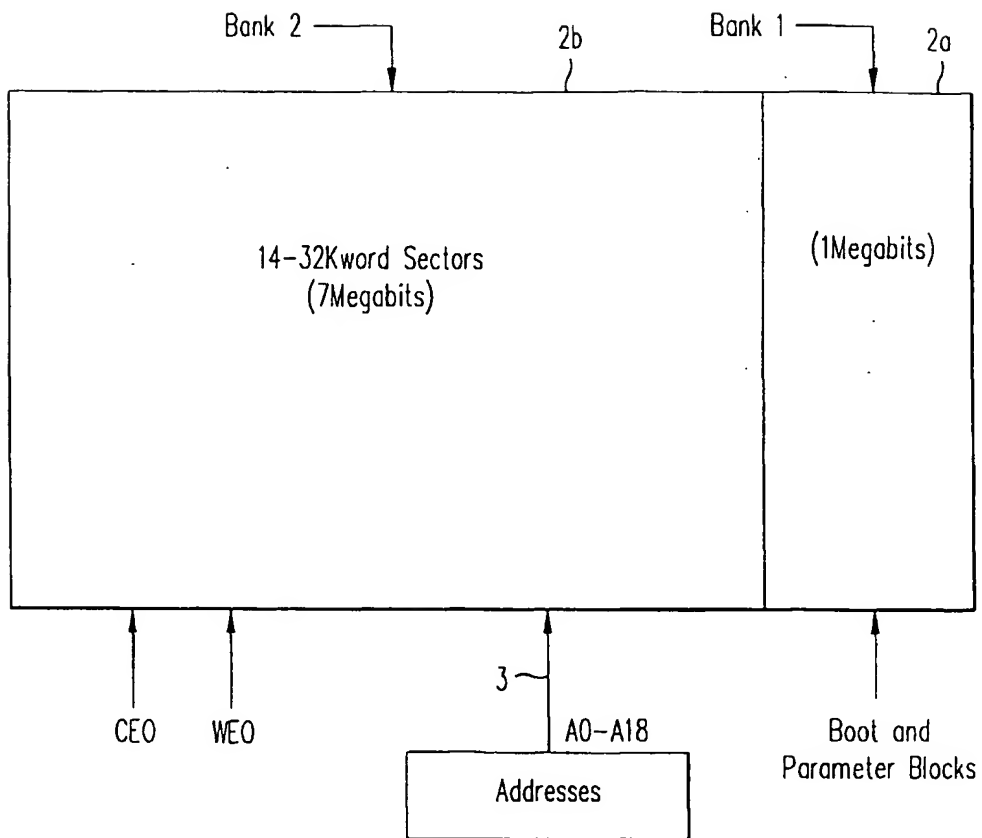 Bank 2
2b
Bank 1
2a
14-32Kword Sectors
(7Megabits)
(1Megabits)
3
CEO
WEO
A0-A18
Boot and
Parameter Blocks
Addresses